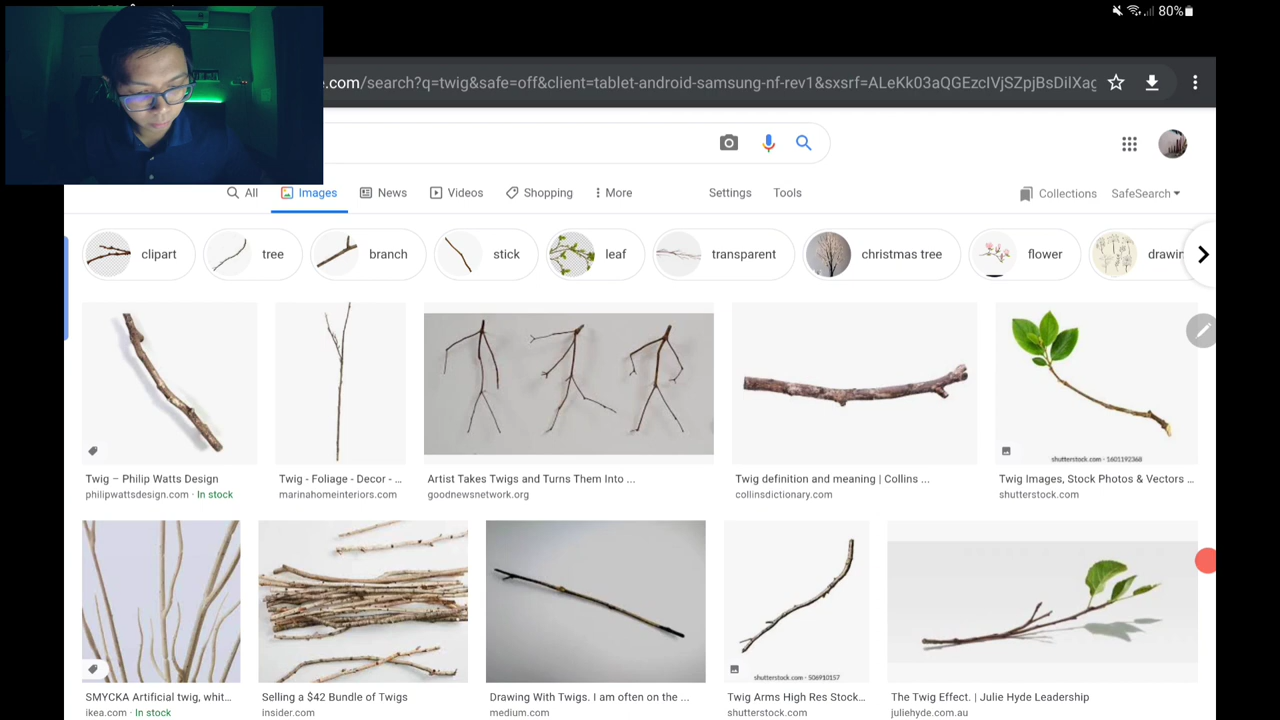 80%
e.com/search?q=twig&safe=off&client=tablet-android-samsung-nf-rev1&sxsrf=ALeKk03aQGEzcIVjSZpjBsDilXag
All Images News Videos Shopping More Settings Tools Collections SafeSearch
clipart tree branch stick leaf transparent christmas tree flower drawin
shutterstock.com · 1601192368
Twig – Philip Watts Design Twig - Foliage - Decor - ... Artist Takes Twigs and Turns Them Into ... Twig definition and meaning | Collins ... Twig Images, Stock Photos & Vectors ...
philipwattsdesign.com · In stock marinahomeinteriors.com goodnewsnetwork.org collinsdictionary.com shutterstock.com
shutterstock.com · 506910157
SMYCKA Artificial twig, whit... Selling a $42 Bundle of Twigs Drawing With Twigs. I am often on the ... Twig Arms High Res Stock... The Twig Effect. | Julie Hyde Leadership
ikea.com · In stock insider.com medium.com shutterstock.com juliehyde.com.au